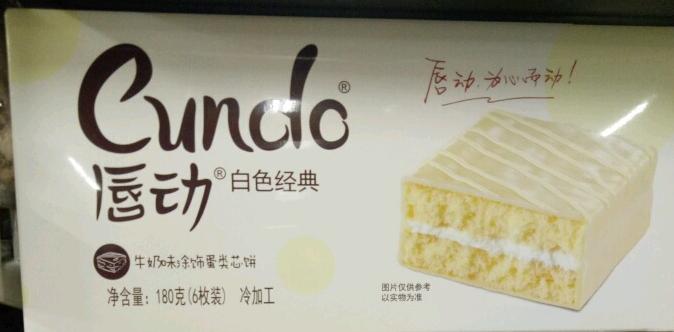 Cundo®
唇动®白色经典
唇动,为心而动!
牛奶味涂饰蛋类芯饼
净含量：180克(6枚装) 冷加工
图片仅供参考
以实物为准